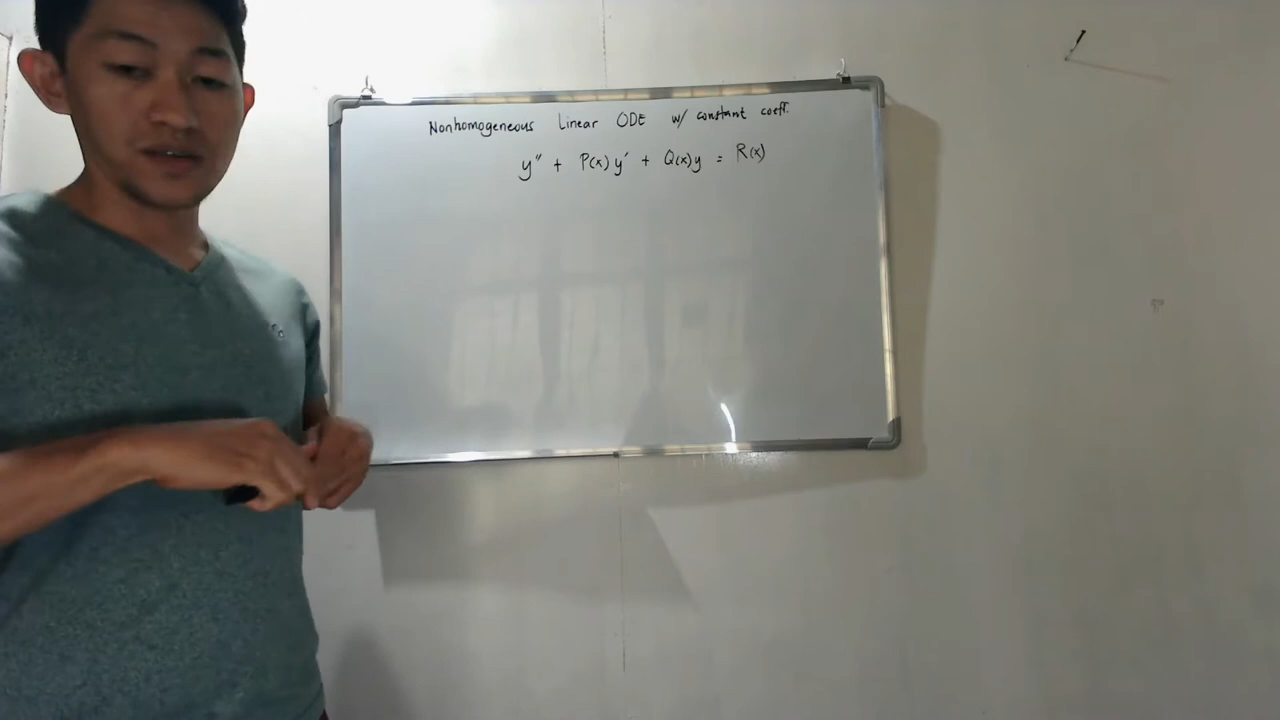 Nonhomogeneous Linear ODE w/ constant coeff.
y" + P(x)y' + Q(x)y = R(x)